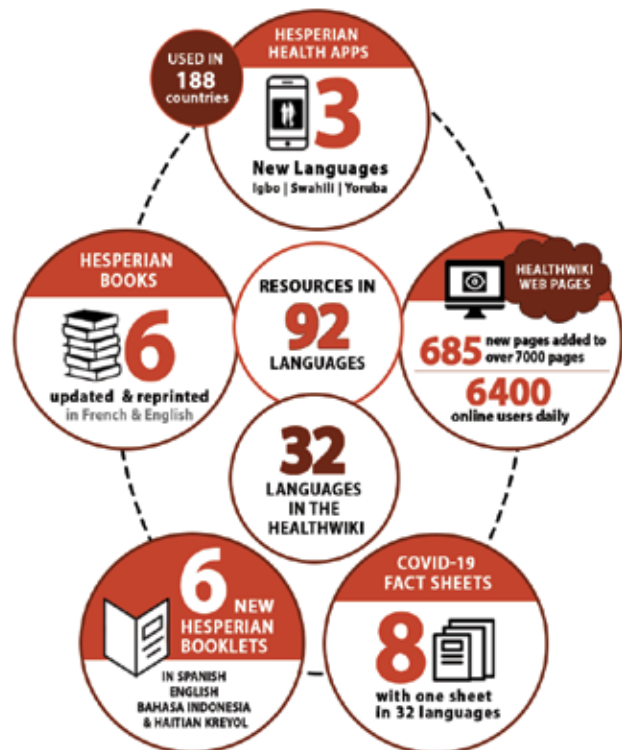 HESPERIAN
HEALTH APPS
USED IN
188
countries
3
New Languages
Igbo | Swahili | Yoruba
HESPERIAN
BOOKS
6
updated & reprinted
in French & English
RESOURCES IN
92
LANGUAGES
HEALTHWIKI
WEB PAGES
685 new pages added to
over 7000 pages
6400
online users daily
32
LANGUAGES
IN THE
HEALTHWIKI
6 NEW
HESPERIAN
BOOKLETS
IN SPANISH
ENGLISH
BAHASA INDONESIA
& HAITIAN KREYOL
COVID-19
FACT SHEETS
8
with one sheet
in 32 languages